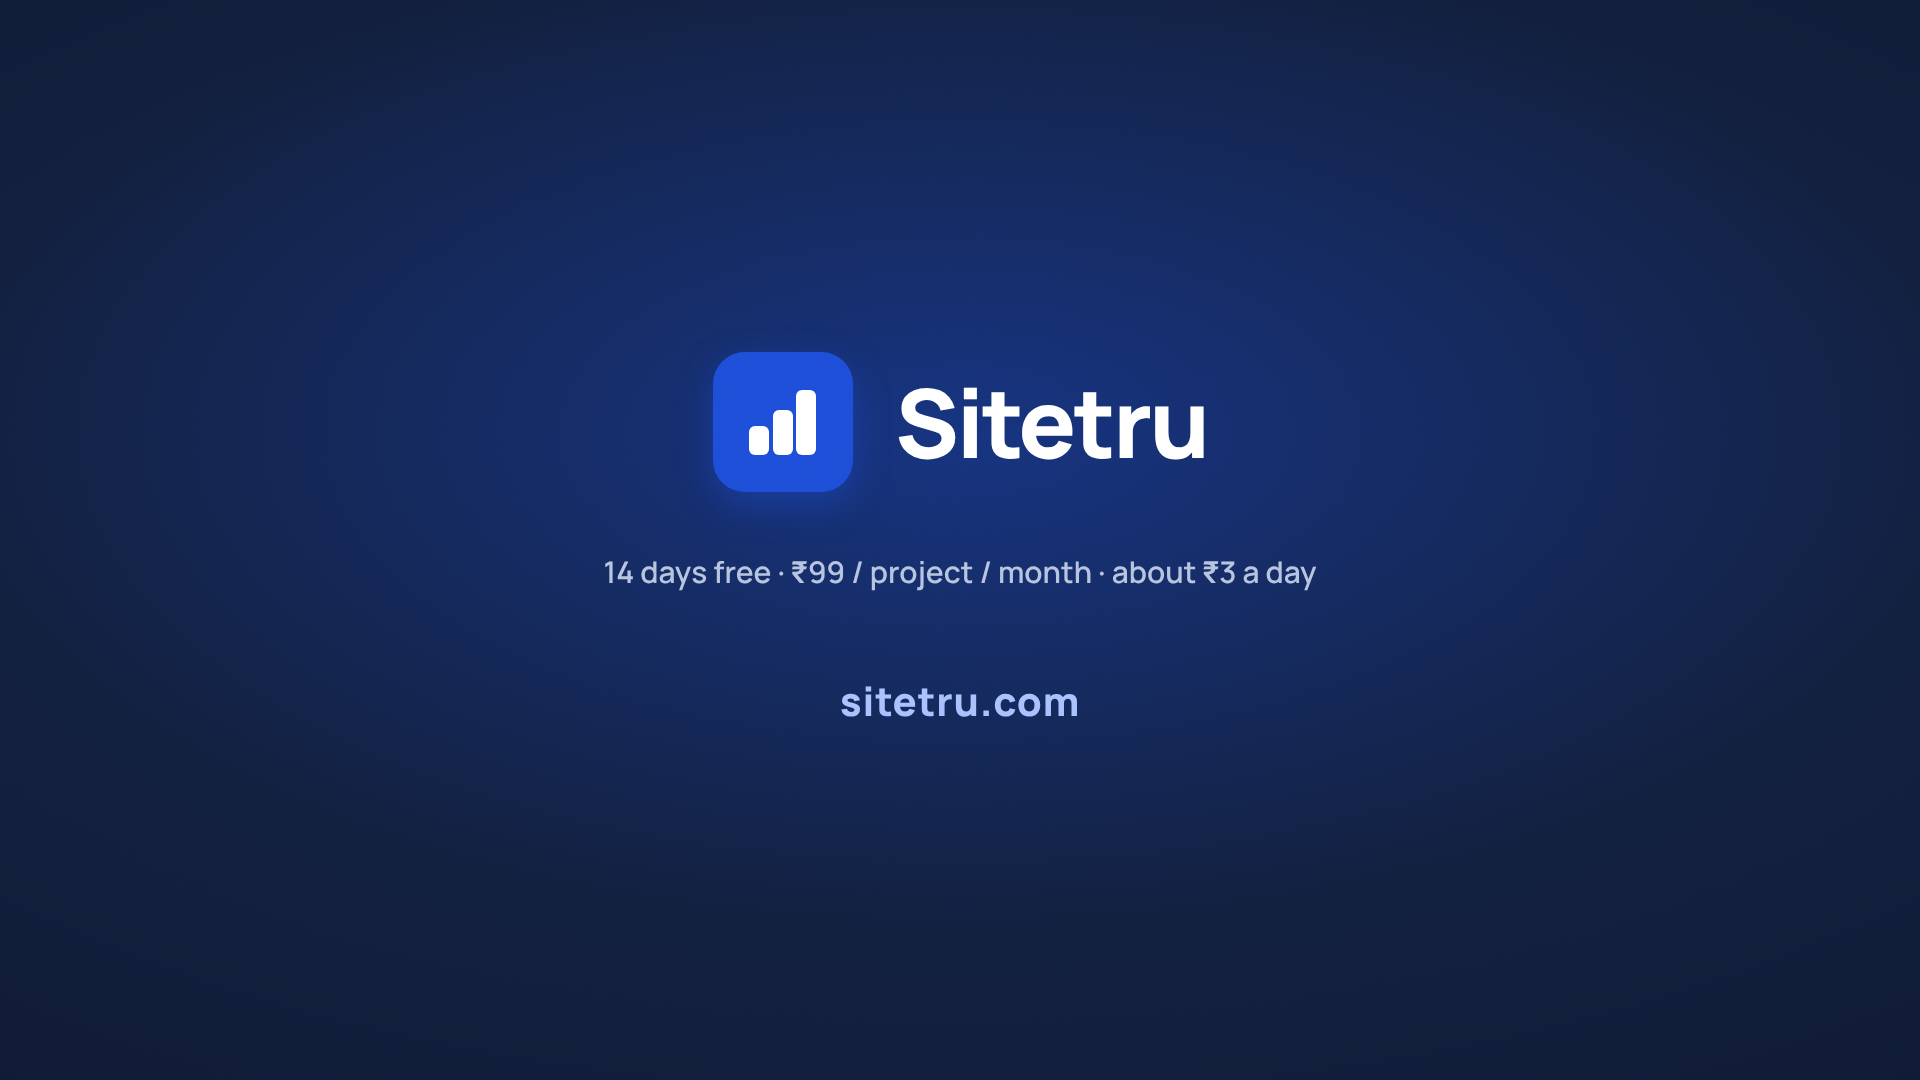 Sitetru
14 days free · ₹99 / project / month · about ₹3 a day
sitetru.com